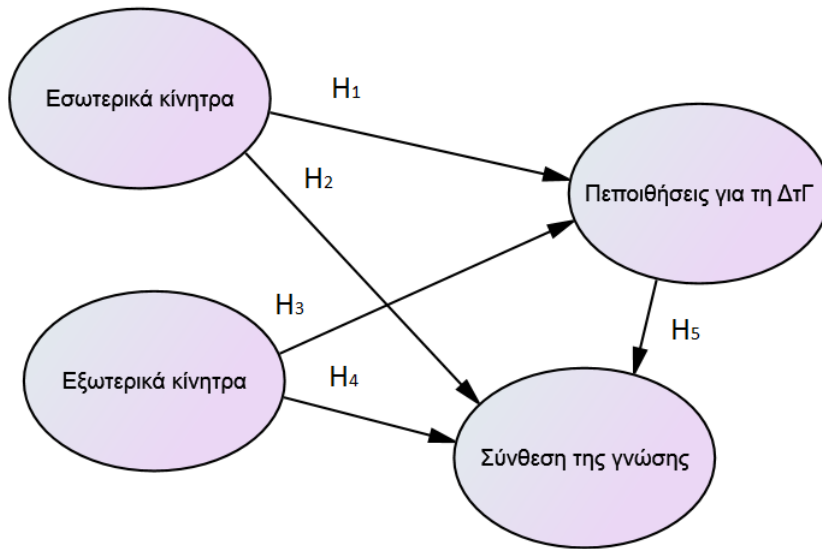 Εσωτερικά κίνητρα
H1
H2
Πεποιθήσεις για τη ΔτΓ
H3
H4
H5
Εξωτερικά κίνητρα
Σύνθεση της γνώσης